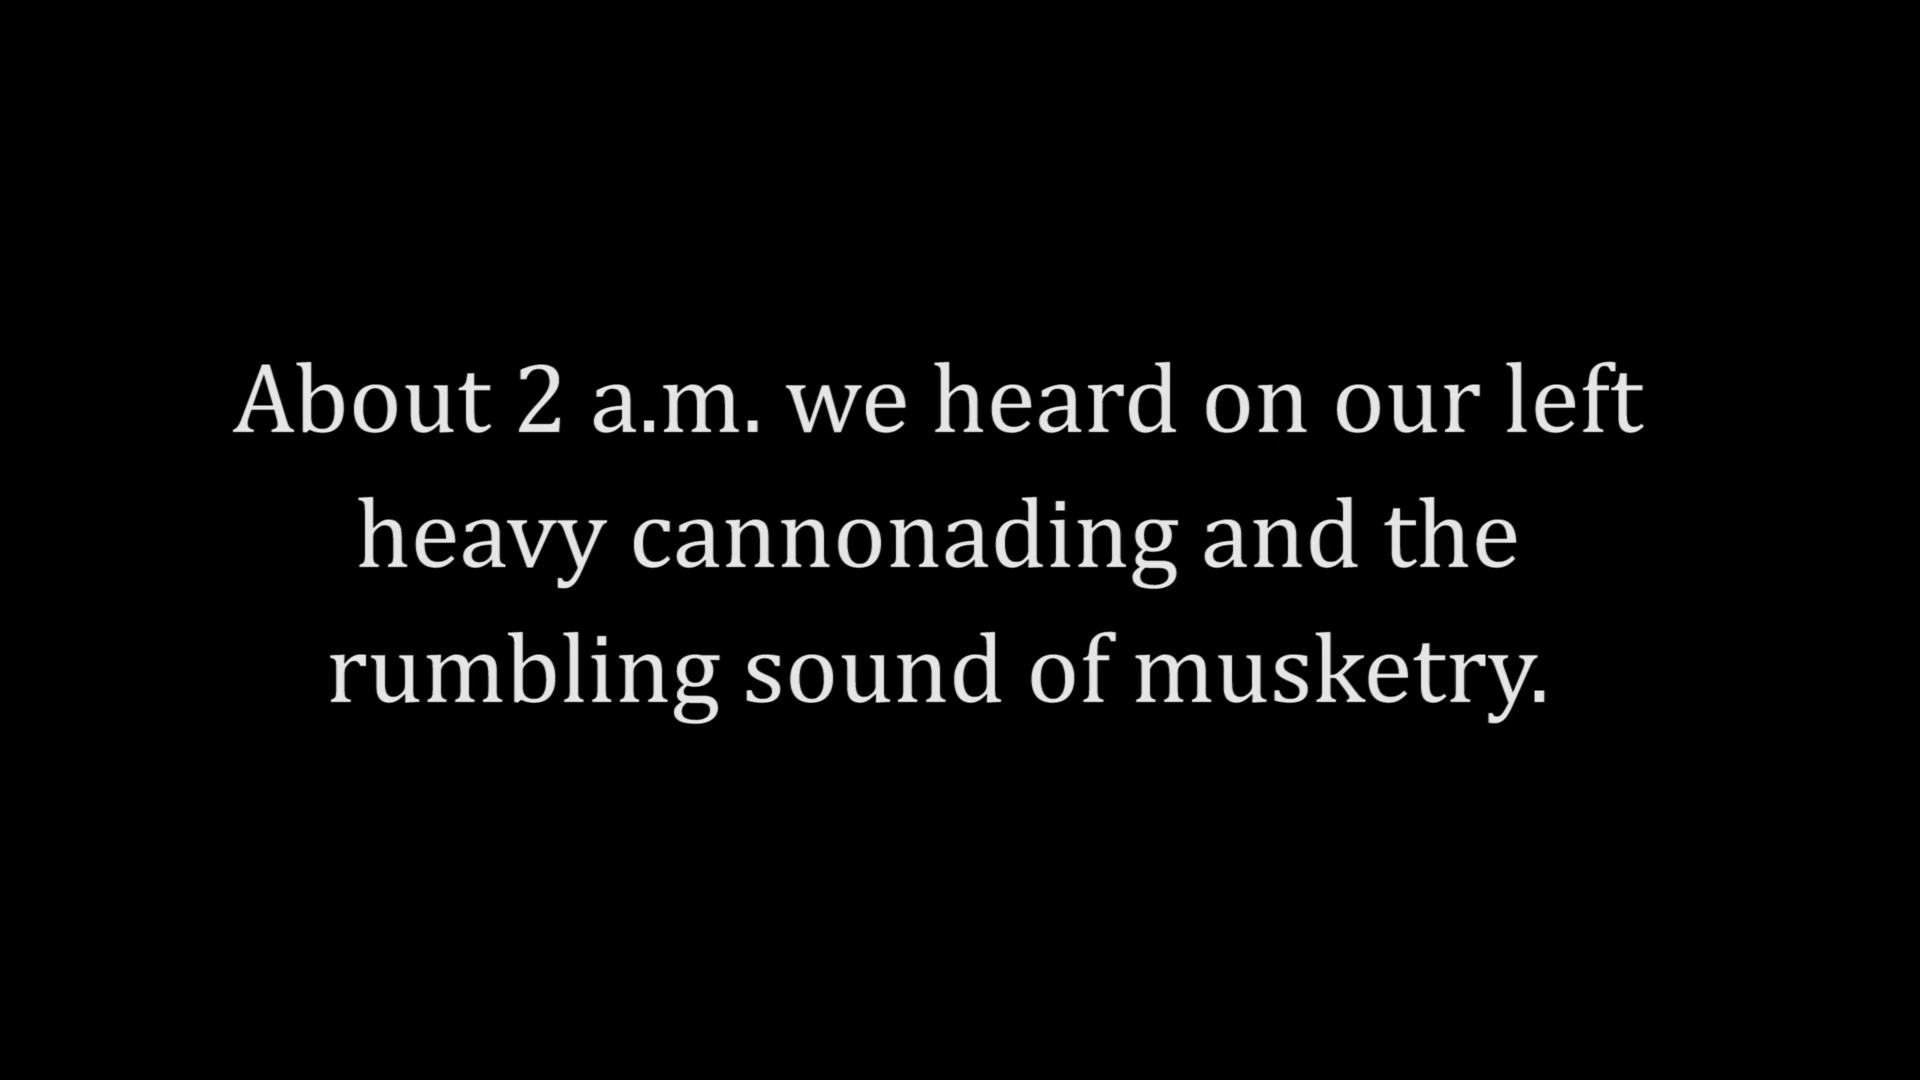 About 2 a.m. we heard on our left
heavy cannonading and the
rumbling sound of musketry.